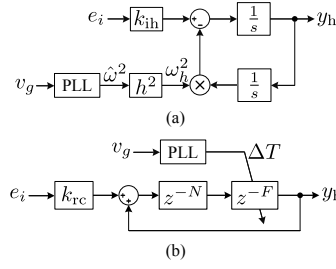 e_i k_ih + - 1/s y_h
v_g PLL ω̂² h² ω_h² × 1/s
(a)
v_g PLL ΔT
e_i k_rc + + z^{-N} z^{-F} y_h
(b)